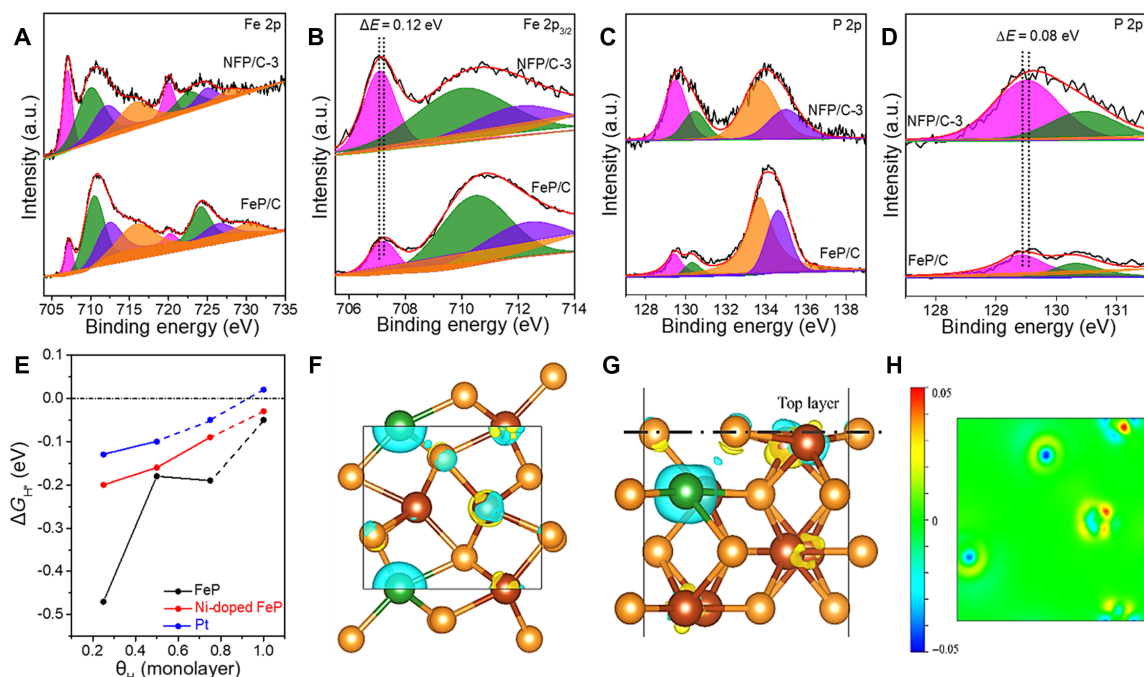 A
Fe 2p
NFP/C-3
FeP/C
Intensity (a.u.)
705 710 715 720 725 730 735
Binding energy (eV)
B
Fe 2p3/2
ΔE = 0.12 eV
NFP/C-3
FeP/C
Intensity (a.u.)
706 708 710 712 714
Binding energy (eV)
C
P 2p
NFP/C-3
FeP/C
Intensity (a.u.)
128 130 132 134 136 138
Binding energy (eV)
D
P 2p
ΔE = 0.08 eV
NFP/C-3
FeP/C
Intensity (a.u.)
128 129 130 131
Binding energy (eV)
E
0.1
0.0
-0.1
-0.2
-0.3
-0.4
-0.5
ΔGH* (eV)
FeP
Ni-doped FeP
Pt
0.2 0.4 0.6 0.8 1.0
θH (monolayer)
F
G
Top layer
H
0.05
0
−0.05